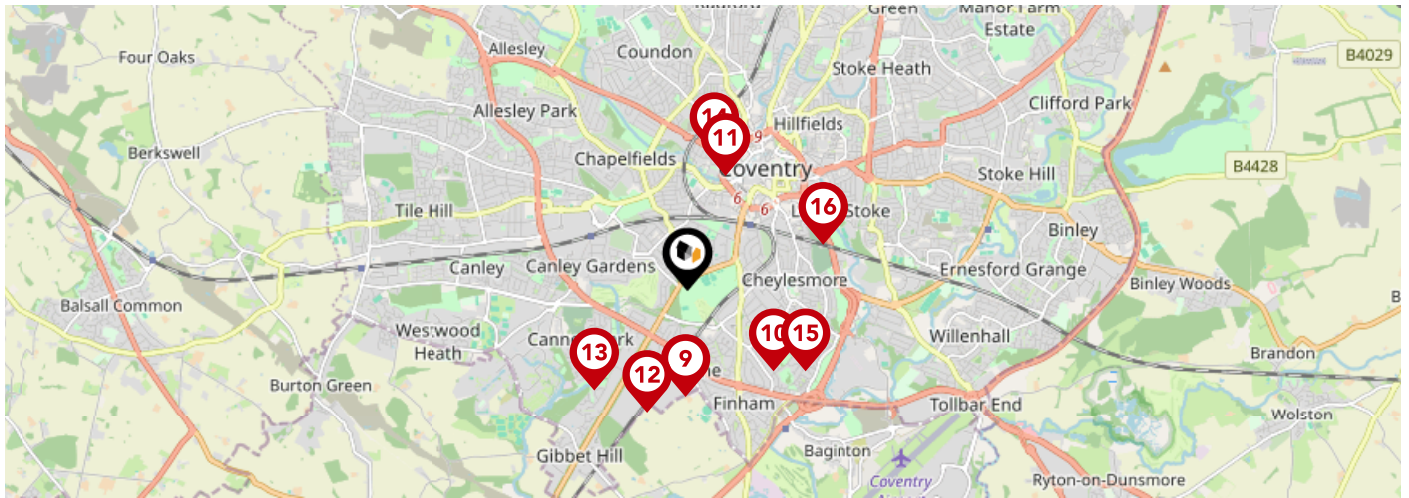 Green
Manor Farm
Estate
Four Oaks
Allesley
Coundon
B4029
Stoke Heath
Allesley Park
Clifford Park
14
Hillfields
11
9
Berkswell
Chapelfields
Coventry
B4428
Stoke Hill
6
6
16
Stoke
Tile Hill
Binley
Canley
Canley Gardens
Ernesford Grange
Cheylesmore
Binley Woods
Balsall Common
Westwood
Heath
10
15
Willenhall
13
9
12
Brandon
Burton Green
Finham
Tollbar End
Wolston
Gibbet Hill
Baginton
Coventry
Ryton-on-Dunsmore